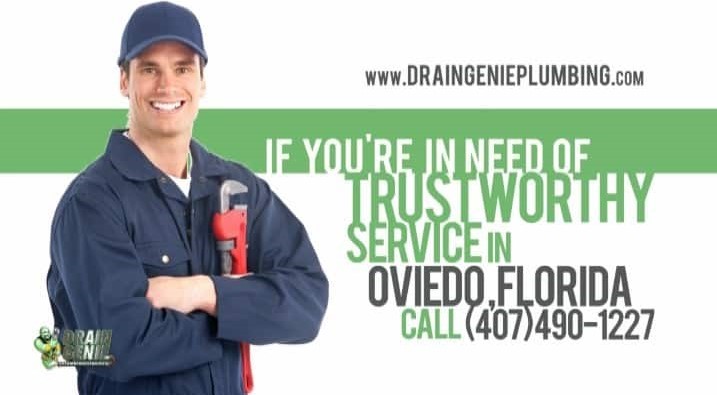 www.DRAINGENIEPLUMBING.COM
IF YOU'RE IN NEED OF
TRUSTWORTHY
SERVICE IN
OVIEDO,FLORIDA
CALL (407)490-1227
DRAIN
GENIE